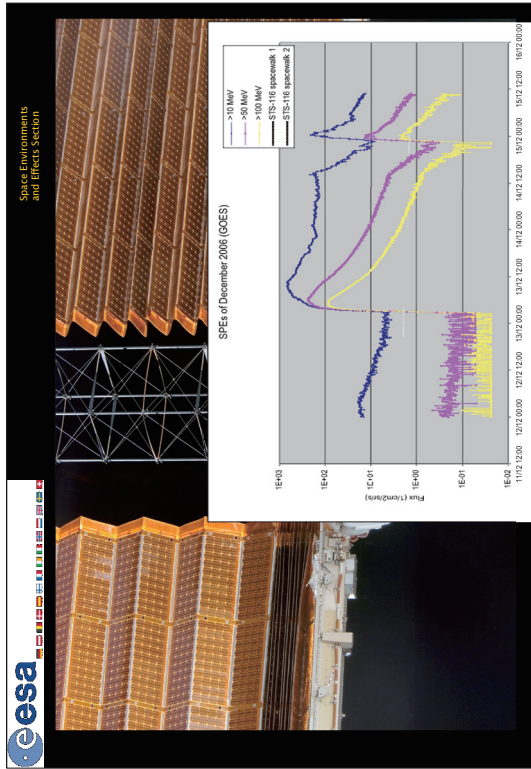 esa
Space Environments
and Effects Section
SPEs of December 2006 (GOES)
>10 MeV
>50 MeV
>100 MeV
STS-116 spacewalk 1
STS-116 spacewalk 2
Flux (1/cm2/sr/s)
1E+03
1E+02
1E+01
1E+00
1E-01
1E-02
11/12 12:00
12/12 00:00
12/12 12:00
13/12 00:00
13/12 12:00
14/12 00:00
14/12 12:00
15/12 00:00
15/12 12:00
16/12 00:00